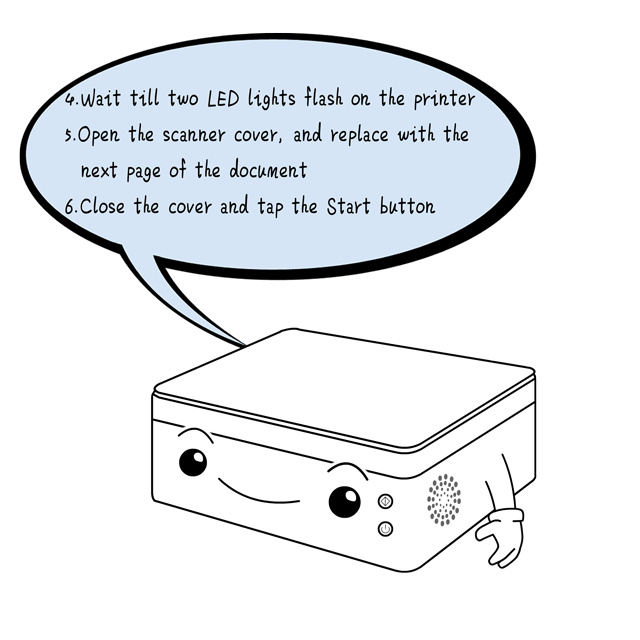 4.Wait till two LED lights flash on the printer
5.Open the scanner cover, and replace with the
next page of the document
6.Close the cover and tap the Start button